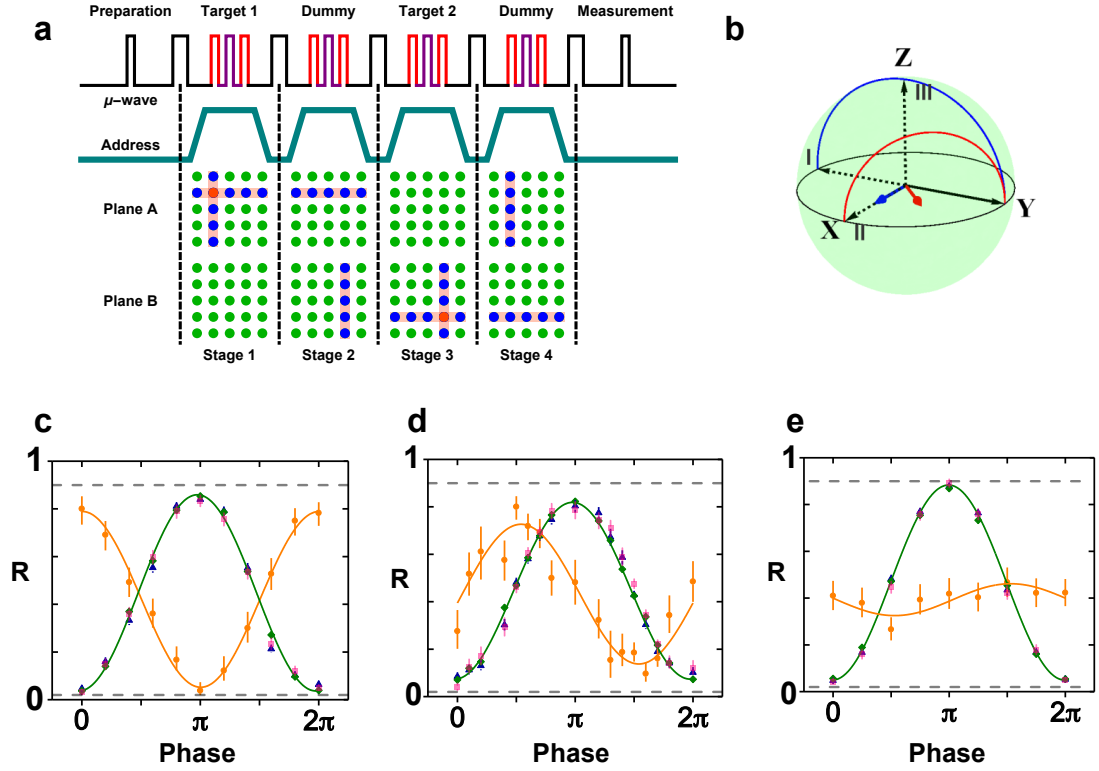 a
Preparation Target 1 Dummy Target 2 Dummy Measurement
μ–wave
Address
Plane A
Plane B
Stage 1 Stage 2 Stage 3 Stage 4
b
Z
III
I
X
II
Y
c
1
R
0
0 π 2π
Phase
d
1
R
0
0 π 2π
Phase
e
1
R
0
0 π 2π
Phase